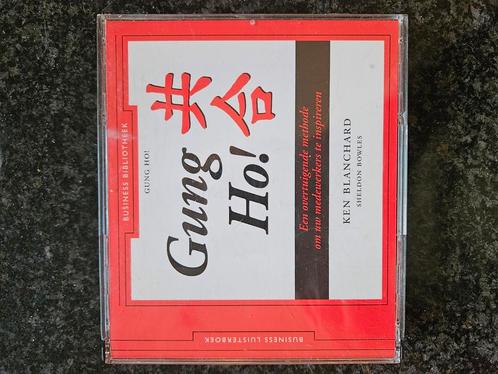 BUSINESS BIBLIOTHEEK
GUNG HO!
Gung
Ho!
共合
Een overtuigende methode
om uw medewerkers te inspireren
KEN BLANCHARD
SHELDON BOWLES
BUSINESS LUISTERBOEK